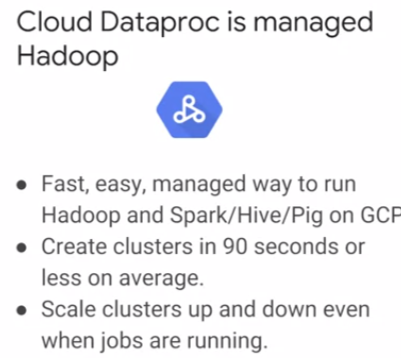 Cloud Dataproc is managed
Hadoop
● Fast, easy, managed way to run
Hadoop and Spark/Hive/Pig on GCP
● Create clusters in 90 seconds or
less on average.
● Scale clusters up and down even
when jobs are running.